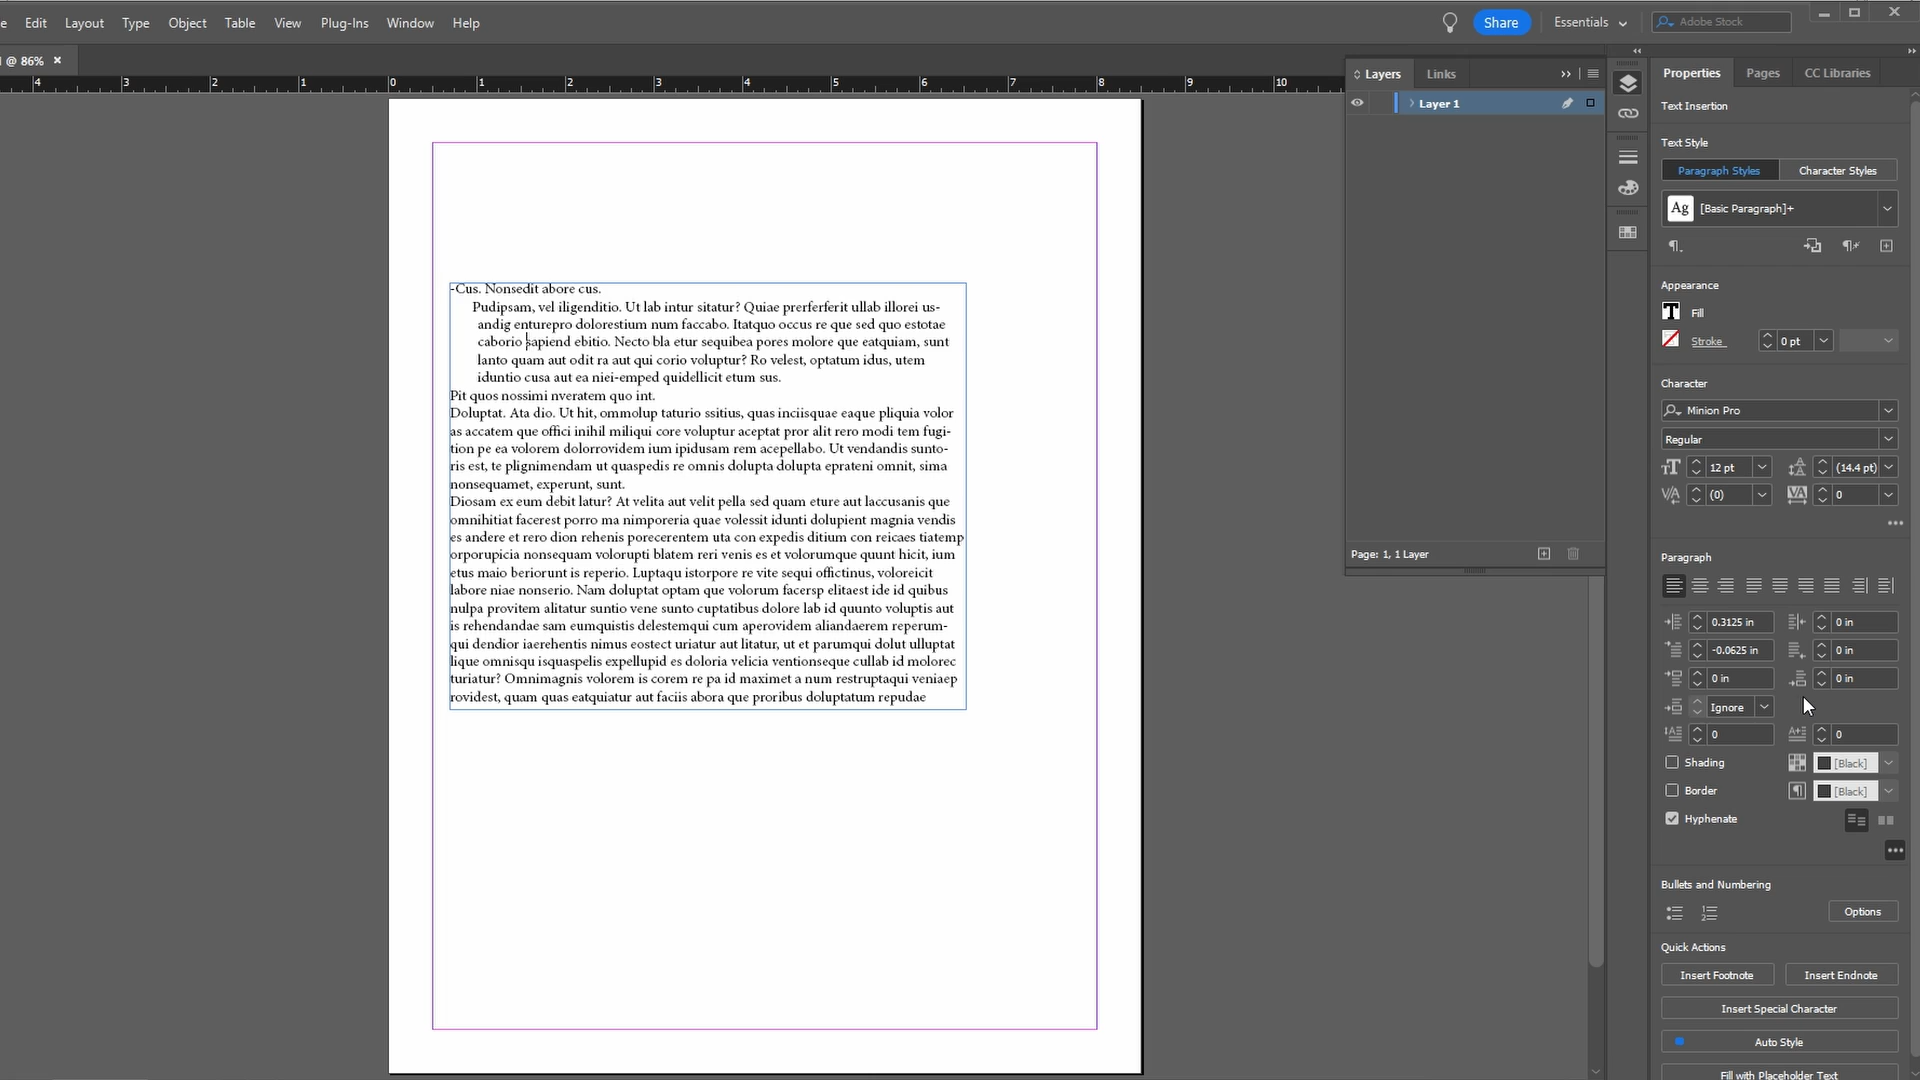 e Edit Layout Type Object Table View Plug-Ins Window Help Share Essentials Adobe Stock
@ 86% ×
4 3 2 1 0 1 2 3 4 5 6 7 8 9 10
Layers Links
Layer 1
Page: 1, 1 Layer
-Cus. Nonsedit abore cus.
Pudipsam, vel iligenditio. Ut lab intur sitatur? Quiae prerferferit ullab illorei us-
andig enturepro dolorestium num faccabo. Itatquo occus re que sed quo estotae
caborio sapiend ebitio. Necto bla etur sequibea pores molore que eatquiam, sunt
lanto quam aut odit ra aut qui corio voluptur? Ro velest, optatum idus, utem
iduntio cusa aut ea niei-emped quidellicit etum sus.
Pit quos nossimi nveratem quo int.
Doluptat. Ata dio. Ut hit, ommolup taturio ssitius, quas inciisquae eaque pliquia volor
as accatem que offici inihil miliqui core voluptur aceptat pror alit rero modi tem fugi-
tion pe ea volorem dolorrovidem ium ipidusam rem acepellabo. Ut vendandis sunto-
ris est, te plignimendam ut quaspedis re omnis dolupta dolupta eprateni omnit, sima
nonsequamet, experunt, sunt.
Diosam ex eum debit latur? At velita aut velit pella sed quam eture aut laccusanis que
omnihitiat facerest porro ma nimporeria quae volessit idunti dolupient magnia vendis
es andere et rero dion rehenis porecerentem uta con expedis ditium con reicaes tiatemp
orporupicia nonsequam volorupti blatem reri venis es et volorumque quunt hicit, ium
etus maio beriorunt is reperio. Luptaqu istorpore re vite sequi offictinus, voloreicit
labore niae nonserio. Nam doluptat optam que volorum facersp elitaest ide id quibus
nulpa provitem alitatur suntio vene sunto cuptatibus dolore lab id quunto voluptis aut
is rehendandae sam eumquistis delestemqui cum aperovidem aliandaerem reperum-
qui dendior iaerehentis nimus eostect uriatur aut litatur, ut et parumqui dolut ulluptat
lique omnisqu isquaspelis expellupid es doloria velicia ventionseque cullab id molorec
turiatur? Omnimagnis volorem is corem re pa id maximet a num restruptaqui veniaep
rovidest, quam quas eatquiatur aut faciis abora que proribus doluptatum repudae
Properties Pages CC Libraries
Text Insertion
Text Style
Paragraph Styles Character Styles
Ag [Basic Paragraph]+
Appearance
Fill
Stroke 0 pt
Character
Minion Pro
Regular
12 pt (14.4 pt)
(0) 0
Paragraph
0.3125 in 0 in
-0.0625 in 0 in
0 in 0 in
Ignore
0 0
Shading [Black]
Border [Black]
Hyphenate
Bullets and Numbering
Options
Quick Actions
Insert Footnote Insert Endnote
Insert Special Character
Auto Style
Fill with Placeholder Text